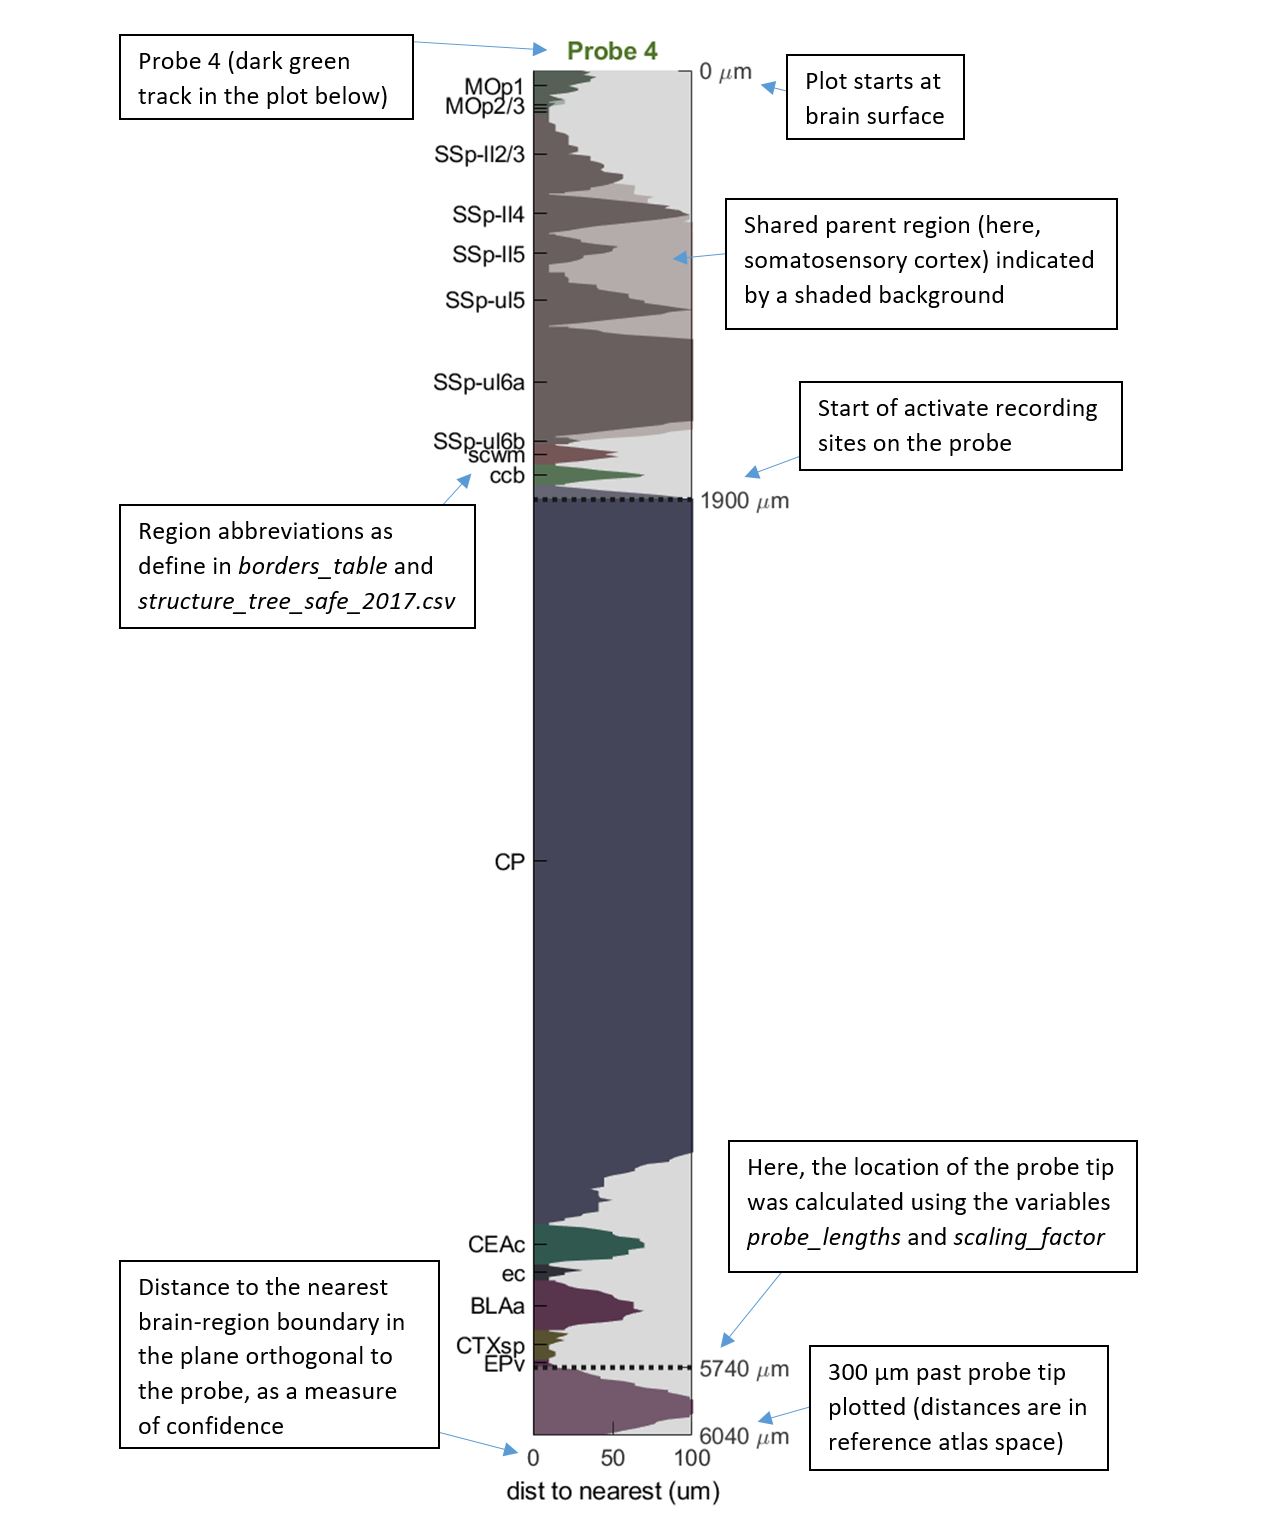 Probe 4 (dark green
track in the plot below)
Probe 4
0 μm
Plot starts at
brain surface
MOp1
MOp2/3
SSp-ll2/3
SSp-ll4
SSp-ll5
SSp-ul5
SSp-ul6a
SSp-ul6b
scwm
ccb
Shared parent region (here,
somatosensory cortex) indicated
by a shaded background
Start of activate recording
sites on the probe
1900 μm
Region abbreviations as
define in borders_table and
structure_tree_safe_2017.csv
CP
Here, the location of the probe tip
was calculated using the variables
probe_lengths and scaling_factor
CEAc
ec
BLAa
CTXsp
EPv
Distance to the nearest
brain-region boundary in
the plane orthogonal to
the probe, as a measure
of confidence
5740 μm
300 μm past probe tip
plotted (distances are in
reference atlas space)
6040 μm
0 50 100
dist to nearest (um)